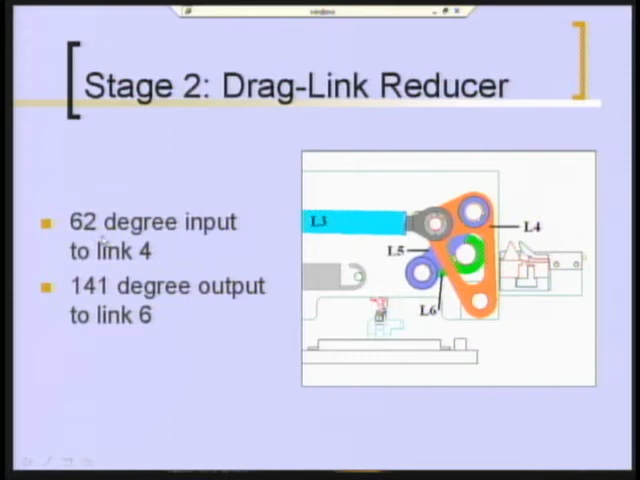 Stage 2: Drag-Link Reducer
62 degree input
to link 4
141 degree output
to link 6
L3
L4
L5
L6